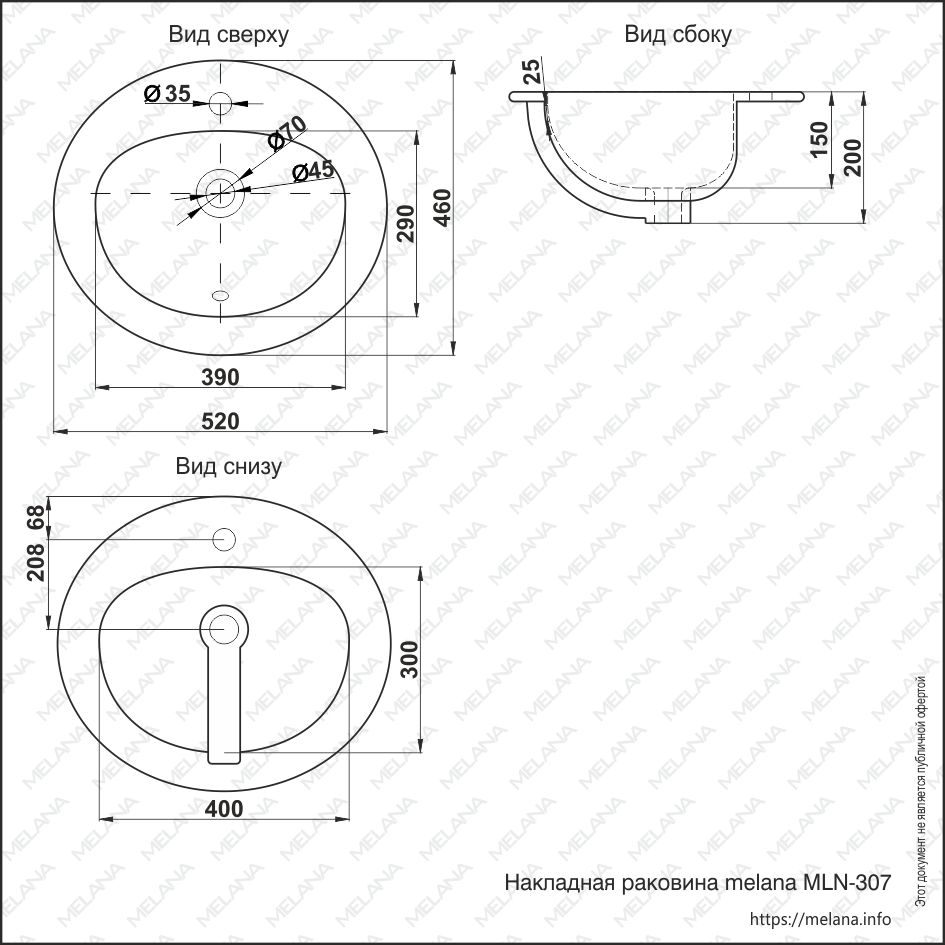 Вид сверху
Ø 35
Ø70
Ø45
290
460
390
520
Вид сбоку
25
150
200
Вид снизу
68
208
300
400
Этот документ не является публичной офертой
Накладная раковина melana MLN-307
https://melana.info
MELANA